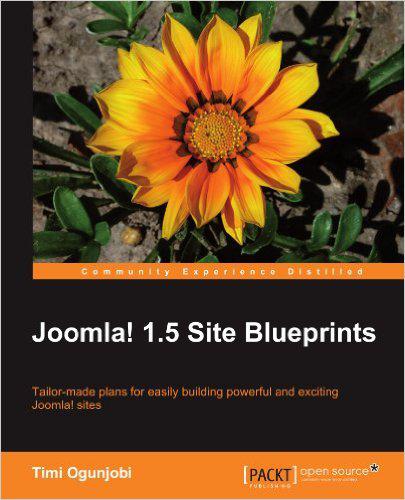 Community Experience Distilled
Joomla! 1.5 Site Blueprints
Tailor-made plans for easily building powerful and exciting
Joomla! sites
Timi Ogunjobi
[PACKT] open source*
PUBLISHING